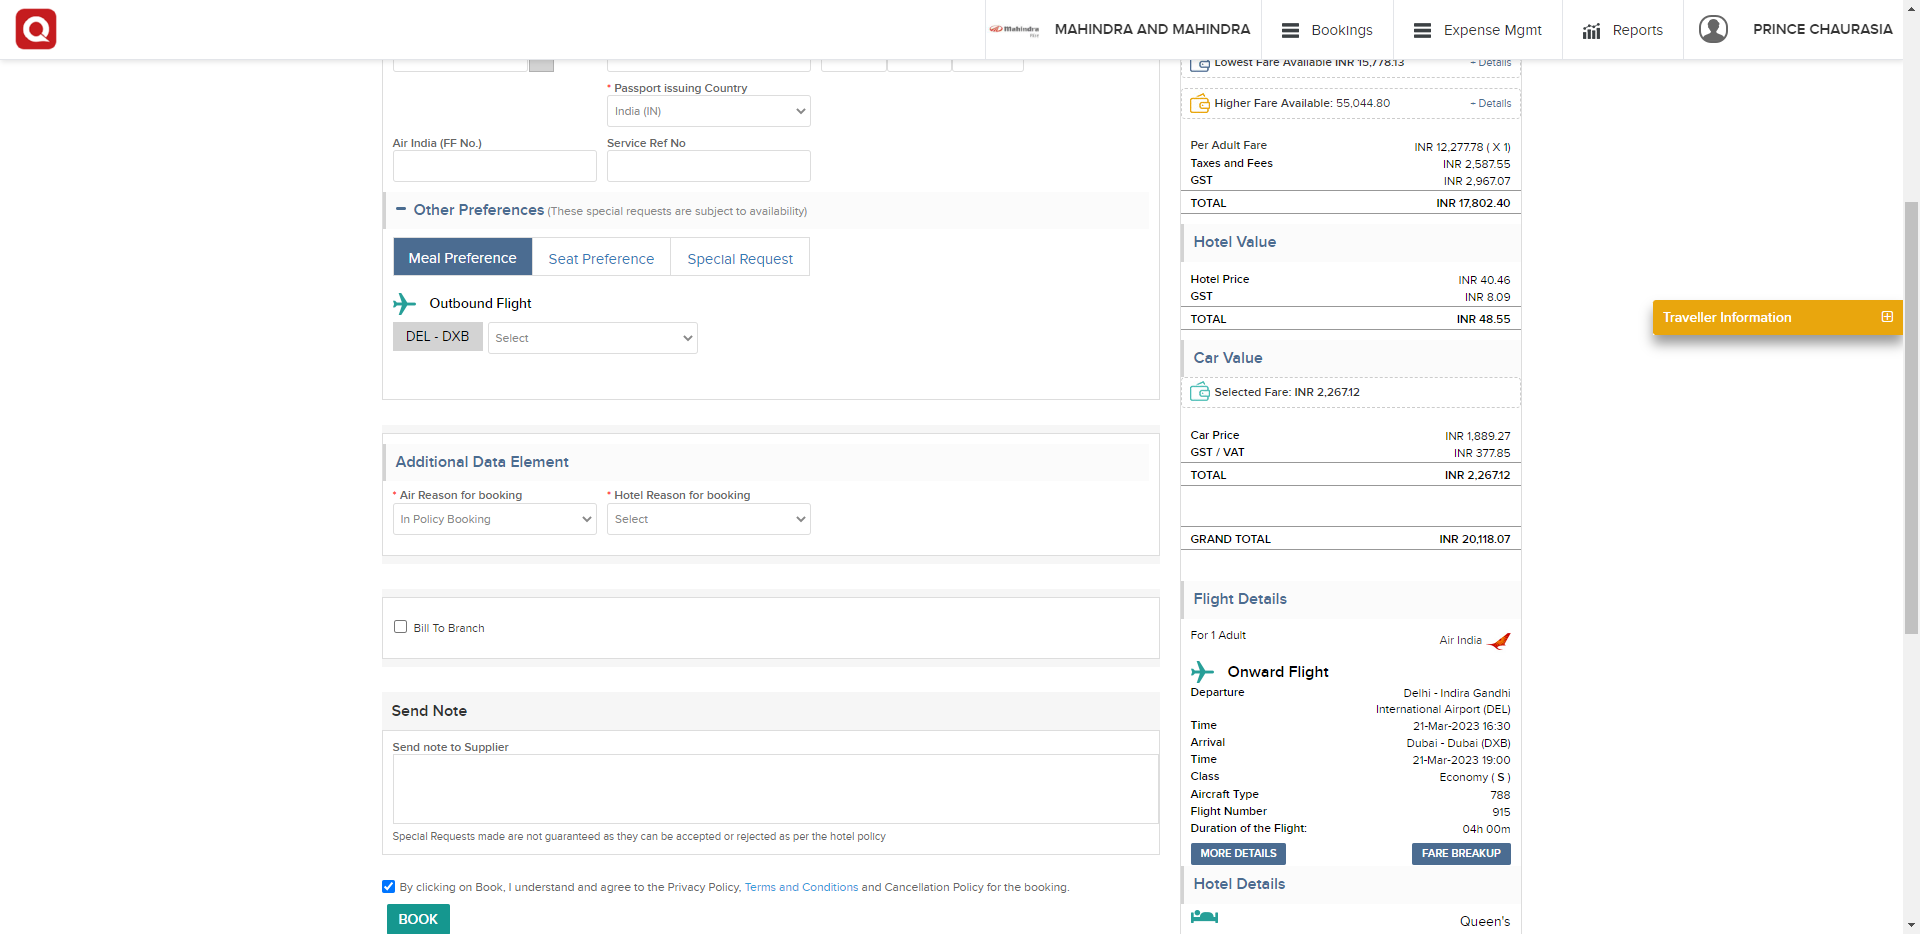 Mahindra
MAHINDRA AND MAHINDRA
Bookings
Expense Mgmt
Reports
PRINCE CHAURASIA
* Passport issuing Country
India (IN)
Air India (FF No.)
Service Ref No
Other Preferences (These special requests are subject to availability)
Meal Preference
Seat Preference
Special Request
Outbound Flight
DEL - DXB
Select
Additional Data Element
* Air Reason for booking
* Hotel Reason for booking
In Policy Booking
Select
Bill To Branch
Send Note
Send note to Supplier
Special Requests made are not guaranteed as they can be accepted or rejected as per the hotel policy
By clicking on Book, I understand and agree to the Privacy Policy, Terms and Conditions and Cancellation Policy for the booking.
BOOK
Lowest Fare Available INR 15,778.13
+ Details
Higher Fare Available: 55,044.80
+ Details
Per Adult Fare INR 12,277.78 ( X 1)
Taxes and Fees INR 2,587.55
GST INR 2,967.07
TOTAL INR 17,802.40
Hotel Value
Hotel Price INR 40.46
GST INR 8.09
TOTAL INR 48.55
Car Value
Selected Fare: INR 2,267.12
Car Price INR 1,889.27
GST / VAT INR 377.85
TOTAL INR 2,267.12
GRAND TOTAL INR 20,118.07
Flight Details
For 1 Adult
Air India
Onward Flight
Departure Delhi - Indira Gandhi
International Airport (DEL)
Time 21-Mar-2023 16:30
Arrival Dubai - Dubai (DXB)
Time 21-Mar-2023 19:00
Class Economy ( S )
Aircraft Type 788
Flight Number 915
Duration of the Flight: 04h 00m
MORE DETAILS
FARE BREAKUP
Hotel Details
Queen's
Traveller Information